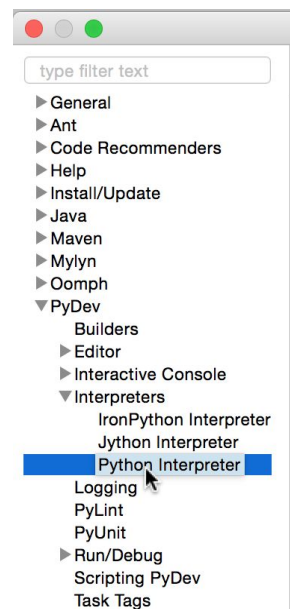 type filter text
General
Ant
Code Recommenders
Help
Install/Update
Java
Maven
Mylyn
Oomph
PyDev
Builders
Editor
Interactive Console
Interpreters
IronPython Interpreter
Jython Interpreter
Python Interpreter
Logging
PyLint
PyUnit
Run/Debug
Scripting PyDev
Task Tags